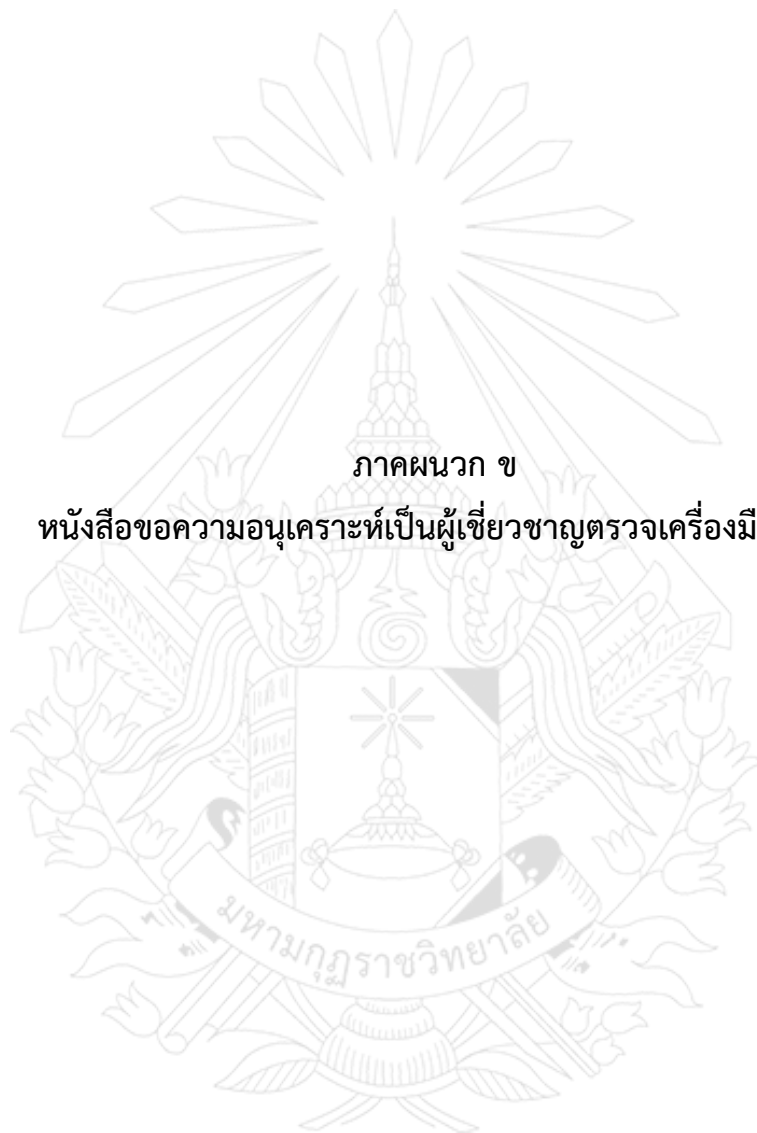 ภาคผนวก ข
หนังสือขอความอนุเคราะห์เป็นผู้เชี่ยวชาญตรวจเครื่องมื
มหามกุฏราชวิทยาลัย